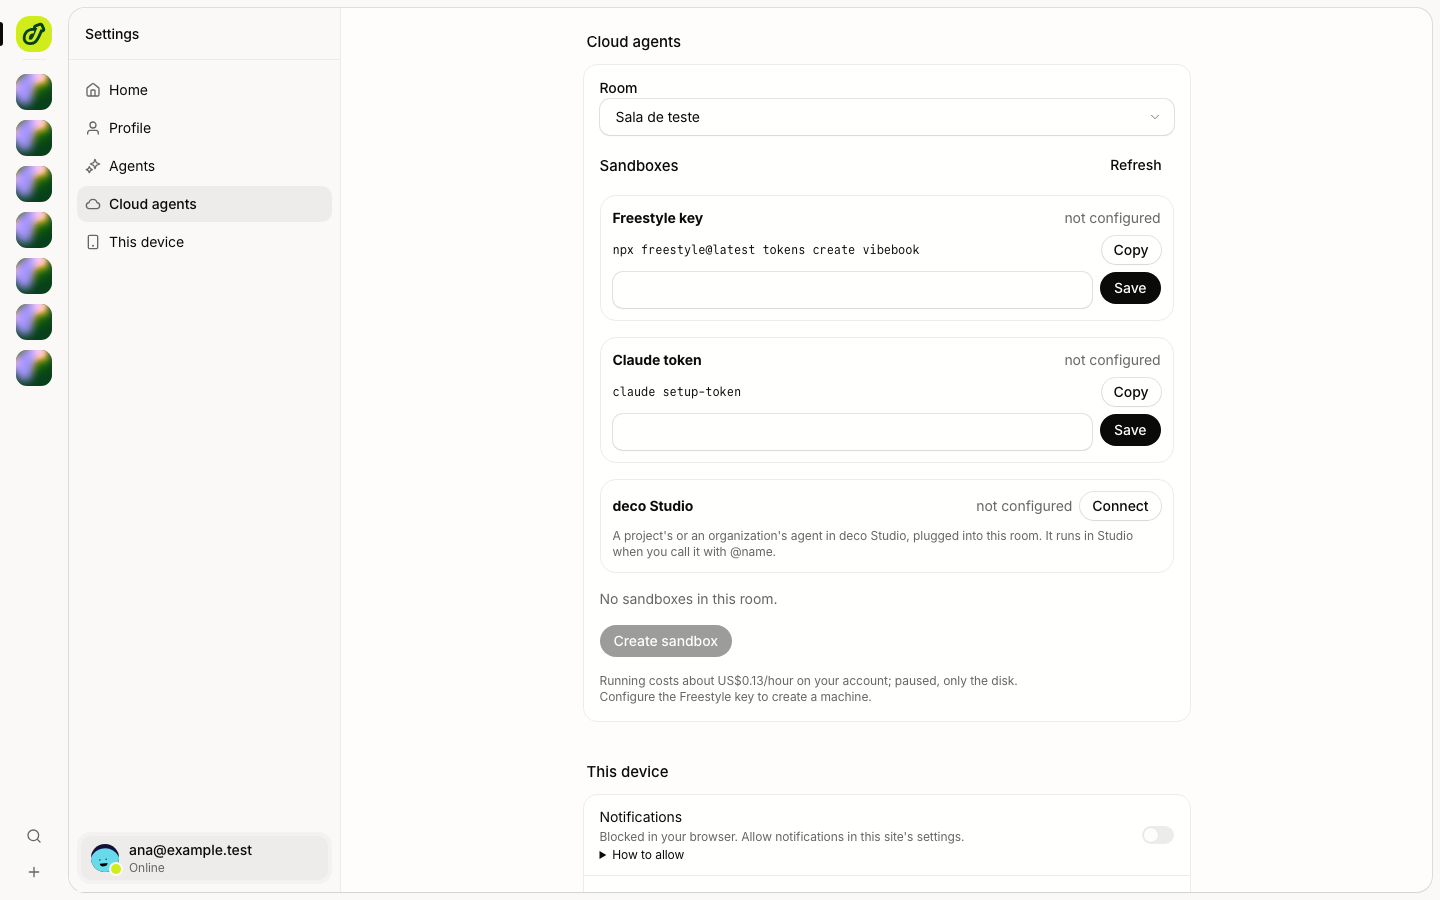 Settings
Home
Profile
Agents
Cloud agents
This device
ana@example.test
Online
Cloud agents
Room
Sala de teste
Sandboxes
Refresh
Freestyle key
not configured
npx freestyle@latest tokens create vibebook
Copy
Save
Claude token
not configured
claude setup-token
Copy
Save
deco Studio
not configured
Connect
A project's or an organization's agent in deco Studio, plugged into this room. It runs in Studio
when you call it with @name.
No sandboxes in this room.
Create sandbox
Running costs about US$0.13/hour on your account; paused, only the disk.
Configure the Freestyle key to create a machine.
This device
Notifications
Blocked in your browser. Allow notifications in this site's settings.
How to allow